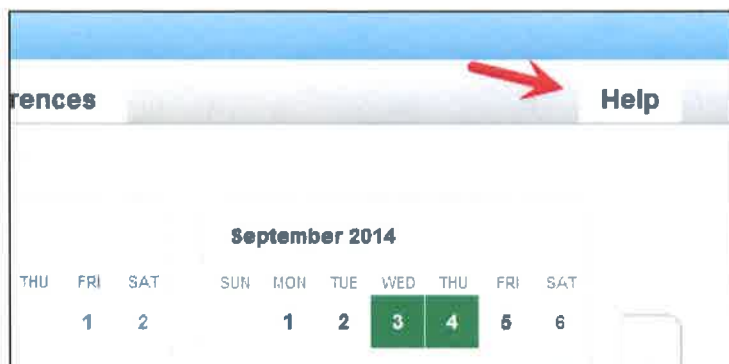 rences Help
September 2014
THU FRI SAT SUN MON TUE WED THU FRI SAT
1 2 1 2 3 4 5 6